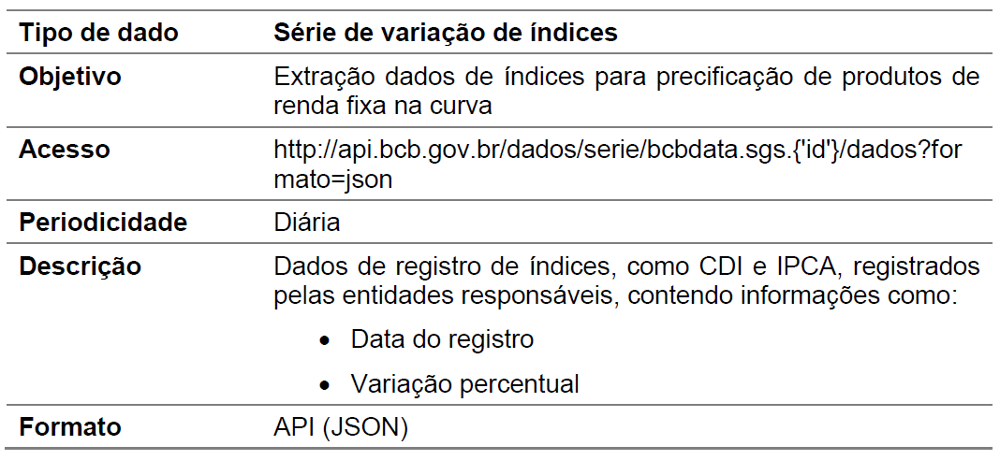 Tipo de dado Série de variação de índices
Objetivo Extração dados de índices para precificação de produtos de
renda fixa na curva
Acesso http://api.bcb.gov.br/dados/serie/bcbdata.sgs.{'id'}/dados?for
mato=json
Periodicidade Diária
Descrição Dados de registro de índices, como CDI e IPCA, registrados
pelas entidades responsáveis, contendo informações como:
• Data do registro
• Variação percentual
Formato API (JSON)